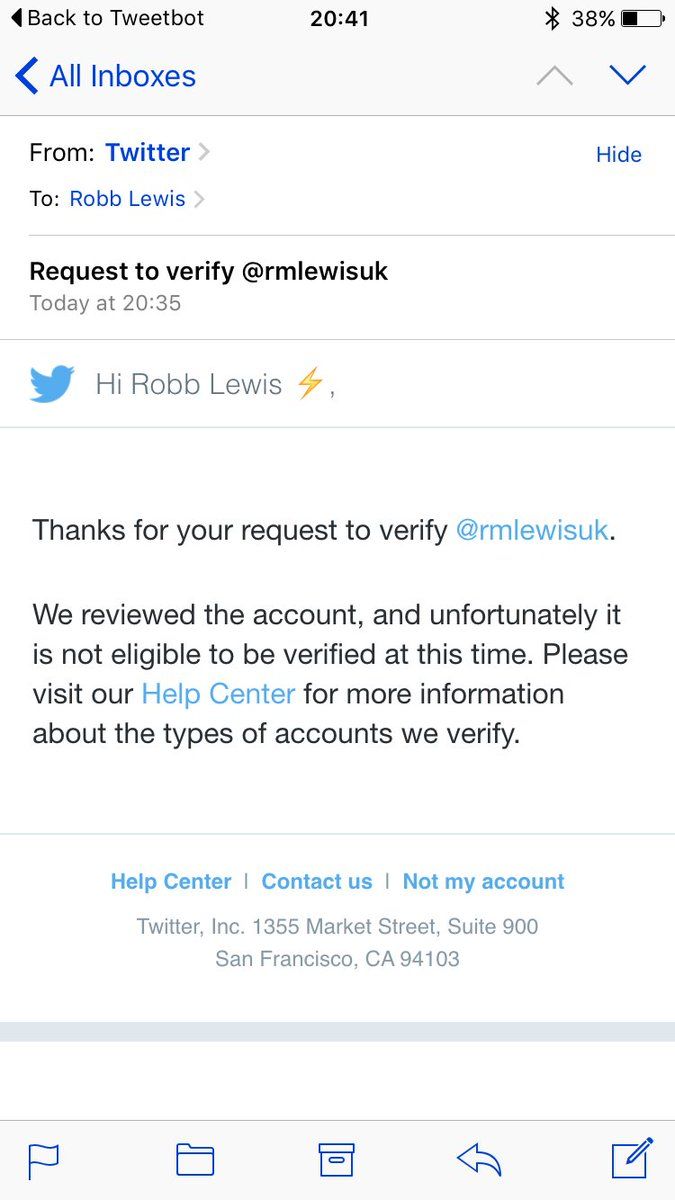 Back to Tweetbot 20:41 38%
All Inboxes
From: Twitter Hide
To: Robb Lewis
Request to verify @rmlewisuk
Today at 20:35
Hi Robb Lewis ⚡,
Thanks for your request to verify @rmlewisuk.
We reviewed the account, and unfortunately it
is not eligible to be verified at this time. Please
visit our Help Center for more information
about the types of accounts we verify.
Help Center | Contact us | Not my account
Twitter, Inc. 1355 Market Street, Suite 900
San Francisco, CA 94103